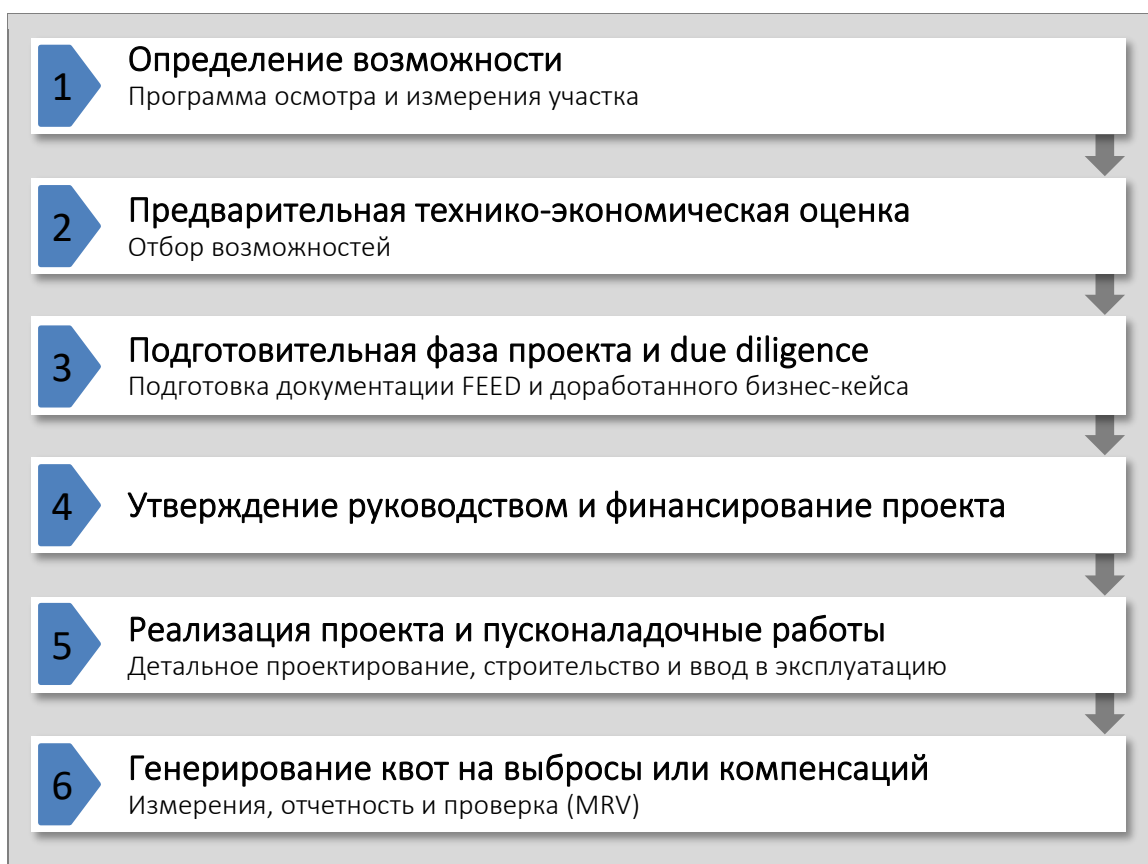 1
Определение возможности
Программа осмотра и измерения участка
2
Предварительная технико-экономическая оценка
Отбор возможностей
3
Подготовительная фаза проекта и due diligence
Подготовка документации FEED и доработанного бизнес-кейса
4
Утверждение руководством и финансирование проекта
5
Реализация проекта и пусконаладочные работы
Детальное проектирование, строительство и ввод в эксплуатацию
6
Генерирование квот на выбросы или компенсаций
Измерения, отчетность и проверка (MRV)